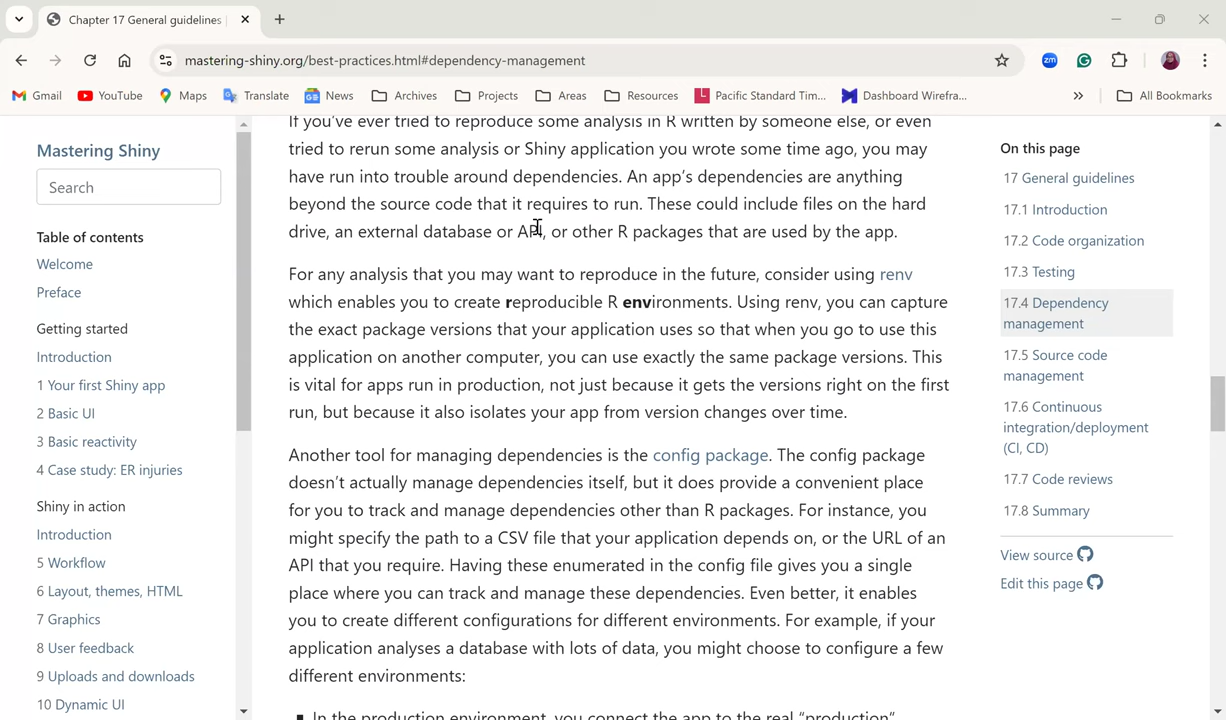 Chapter 17 General guidelines
mastering-shiny.org/best-practices.html#dependency-management
zm
Gmail YouTube Maps Translate News Archives Projects Areas Resources Pacific Standard Tim... Dashboard Wirefra... All Bookmarks
Mastering Shiny
Search
Table of contents
Welcome
Preface
Getting started
Introduction
1 Your first Shiny app
2 Basic UI
3 Basic reactivity
4 Case study: ER injuries
Shiny in action
Introduction
5 Workflow
6 Layout, themes, HTML
7 Graphics
8 User feedback
9 Uploads and downloads
10 Dynamic UI
If you've ever tried to reproduce some analysis in R written by someone else, or even
tried to rerun some analysis or Shiny application you wrote some time ago, you may
have run into trouble around dependencies. An app's dependencies are anything
beyond the source code that it requires to run. These could include files on the hard
drive, an external database or API, or other R packages that are used by the app.
For any analysis that you may want to reproduce in the future, consider using renv
which enables you to create reproducible R environments. Using renv, you can capture
the exact package versions that your application uses so that when you go to use this
application on another computer, you can use exactly the same package versions. This
is vital for apps run in production, not just because it gets the versions right on the first
run, but because it also isolates your app from version changes over time.
Another tool for managing dependencies is the config package. The config package
doesn't actually manage dependencies itself, but it does provide a convenient place
for you to track and manage dependencies other than R packages. For instance, you
might specify the path to a CSV file that your application depends on, or the URL of an
API that you require. Having these enumerated in the config file gives you a single
place where you can track and manage these dependencies. Even better, it enables
you to create different configurations for different environments. For example, if your
application analyses a database with lots of data, you might choose to configure a few
different environments:
In the production environment, you connect the app to the real "production"
On this page
17 General guidelines
17.1 Introduction
17.2 Code organization
17.3 Testing
17.4 Dependency
management
17.5 Source code
management
17.6 Continuous
integration/deployment
(CI, CD)
17.7 Code reviews
17.8 Summary
View source
Edit this page